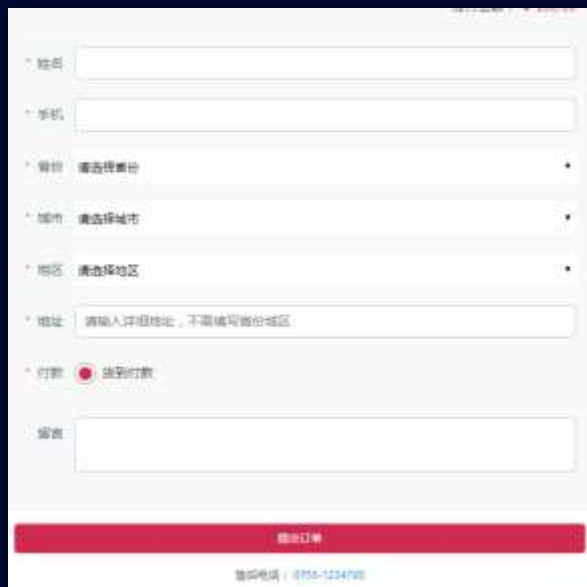 * 姓名
* 手机
* 省份 请选择省份
* 城市 请选择城市
* 地区 请选择地区
* 地址 请输入详细地址，不需填写省份城区
* 付款 货到付款
留言
提交订单